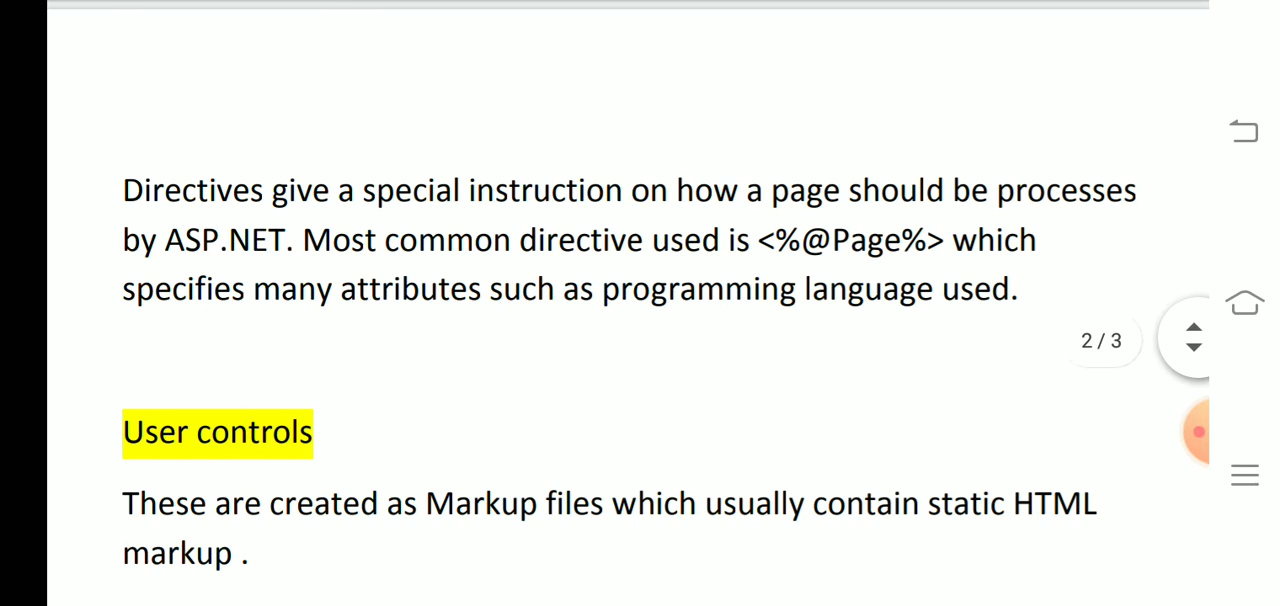 Directives give a special instruction on how a page should be processes
by ASP.NET. Most common directive used is <%@Page%> which
specifies many attributes such as programming language used.
2 / 3
User controls
These are created as Markup files which usually contain static HTML
markup .